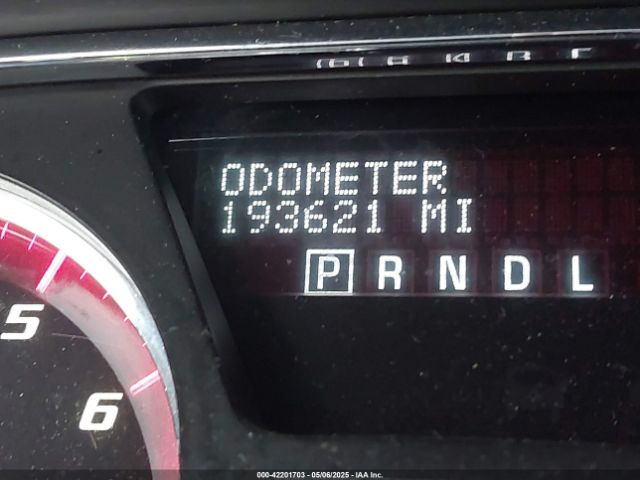 ODOMETER
193621 MI
P R N D L
5
6
000-42201703 - 05/06/2025 - IAA Inc.